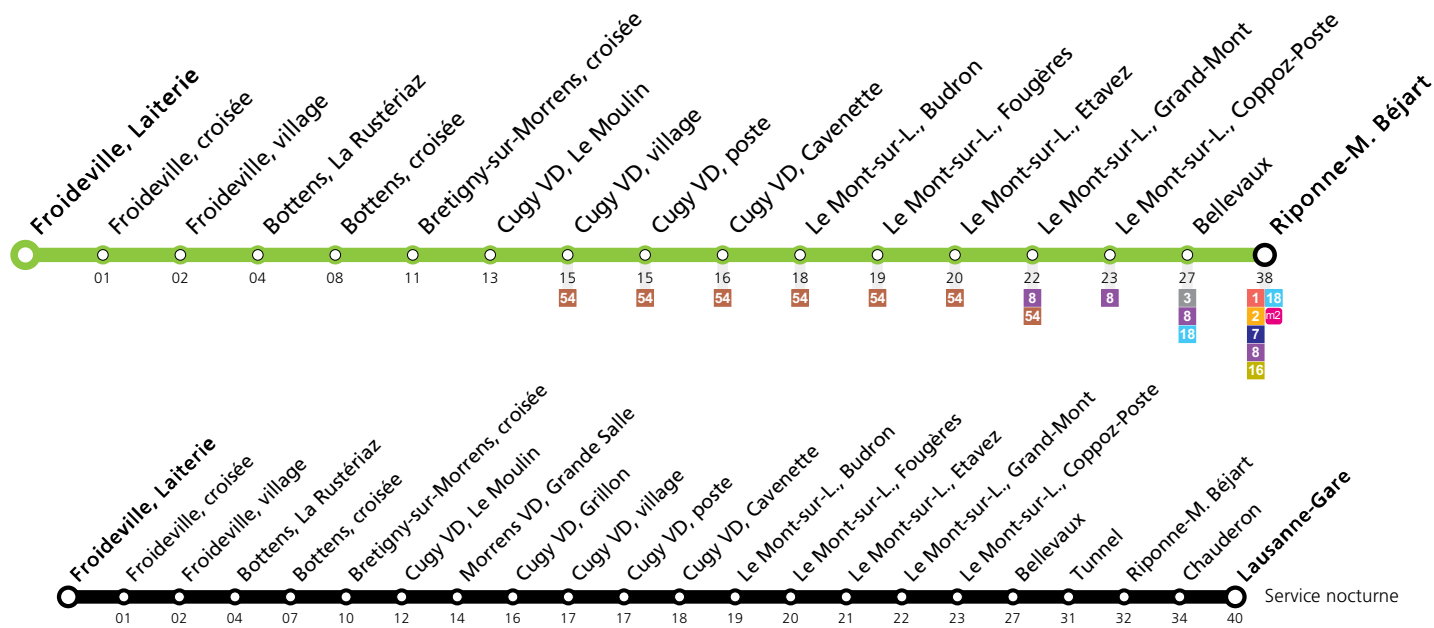 Froideville, Laiterie
Froideville, croisée
Froideville, village
Bottens, La Rustériaz
Bottens, croisée
Bretigny-sur-Morrens, croisée
Cugy VD, Le Moulin
Cugy VD, village
Cugy VD, poste
Cugy VD, Cavenette
Le Mont-sur-L., Budron
Le Mont-sur-L., Fougères
Le Mont-sur-L., Etavez
Le Mont-sur-L., Grand-Mont
Le Mont-sur-L., Coppoz-Poste
Bellevaux
Riponne-M. Béjart
01 02 04 08 11 13 15 15 16 18 19 20 22 23 27 38
54 54 54 54 54 54 8 8 3 1 18
54 8 2 m2
18 7
8
16
Froideville, Laiterie
Froideville, croisée
Froideville, village
Bottens, La Rustériaz
Bottens, croisée
Bretigny-sur-Morrens, croisée
Cugy VD, Le Moulin
Morrens VD, Grande Salle
Cugy VD, Grillon
Cugy VD, village
Cugy VD, poste
Cugy VD, Cavenette
Le Mont-sur-L., Budron
Le Mont-sur-L., Fougères
Le Mont-sur-L., Etavez
Le Mont-sur-L., Grand-Mont
Le Mont-sur-L., Coppoz-Poste
Bellevaux
Tunnel
Riponne-M. Béjart
Chauderon
Lausanne-Gare
Service nocturne
01 02 04 07 10 12 14 16 17 17 18 19 20 21 22 23 27 31 32 34 40